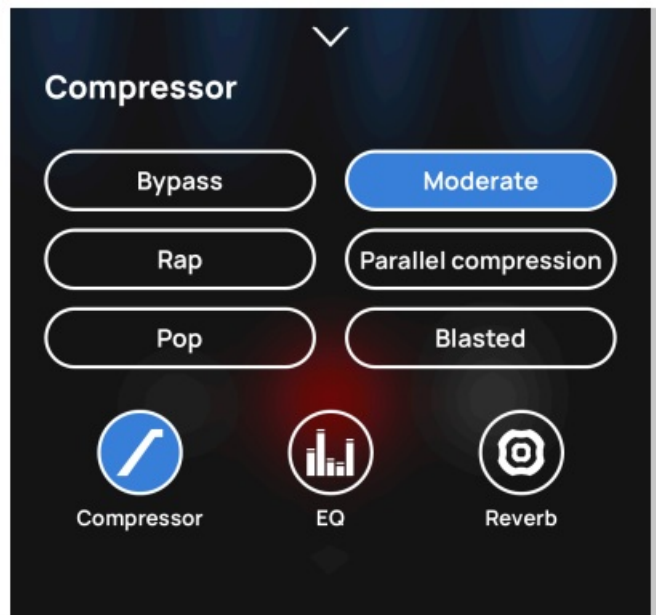 Compressor
Bypass
Moderate
Rap
Parallel compression
Pop
Blasted
Compressor
EQ
Reverb